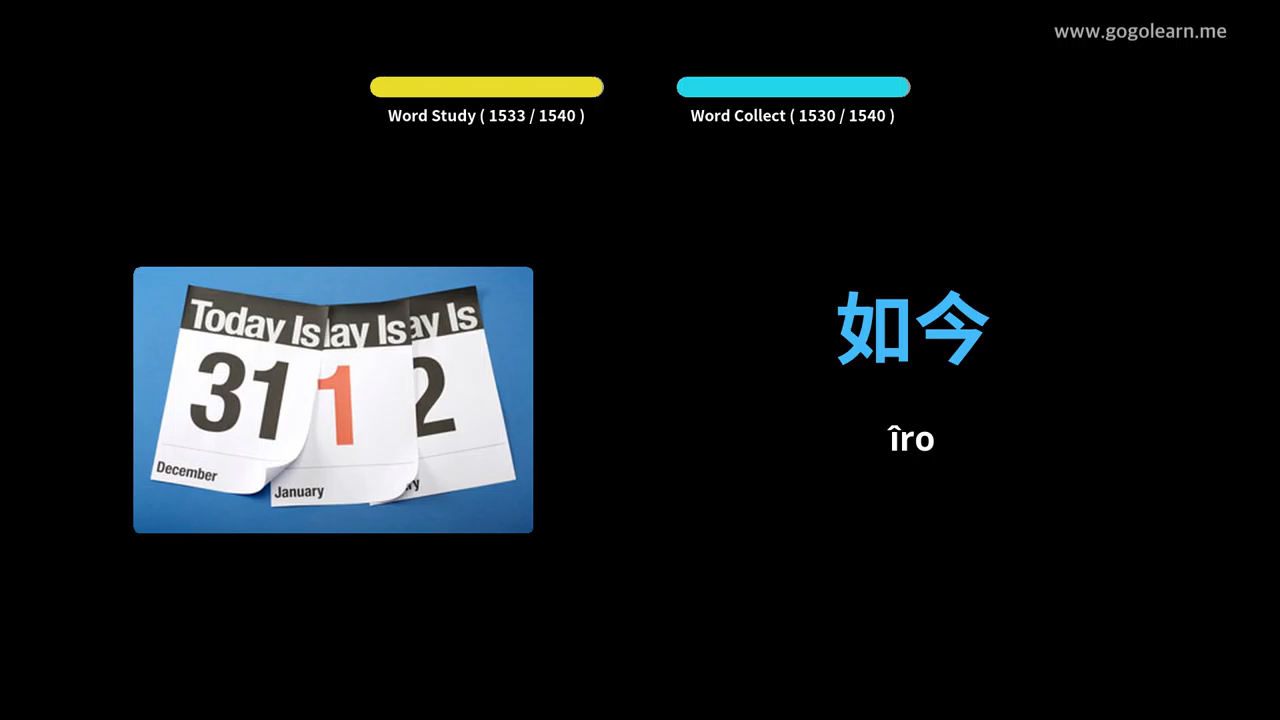 www.gogolearn.me
Word Study ( 1533 / 1540 )
Word Collect ( 1530 / 1540 )
Today Is
ay Is
ay Is
31
1
2
December
January
ry
如今
îro